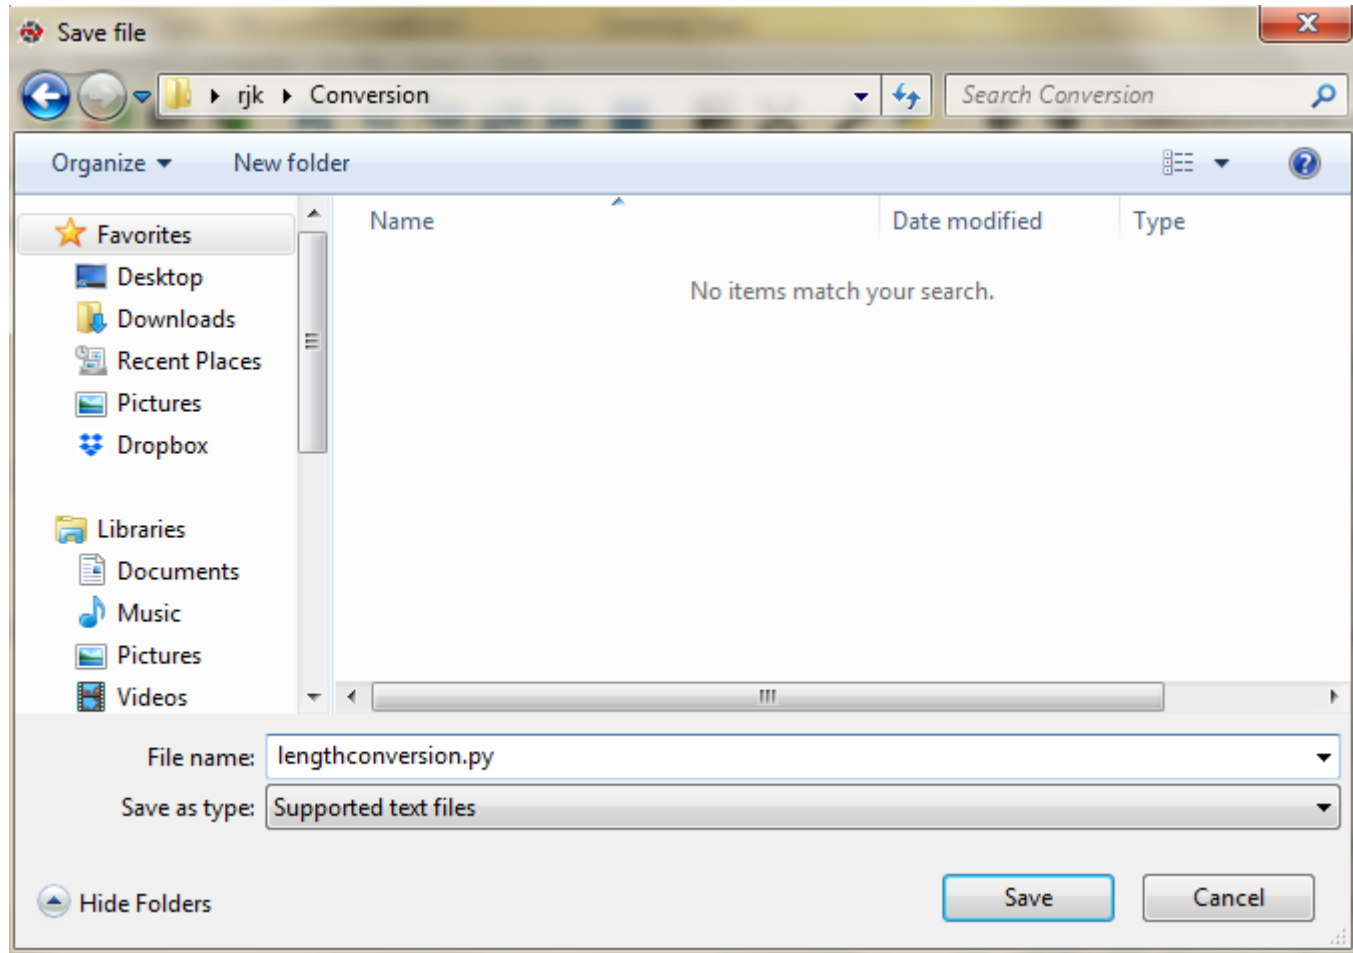 Save file
rjk Conversion
Search Conversion
Organize New folder
Name Date modified Type
No items match your search.
Favorites
Desktop
Downloads
Recent Places
Pictures
Dropbox
Libraries
Documents
Music
Pictures
Videos
File name: lengthconversion.py
Save as type: Supported text files
Hide Folders Save Cancel